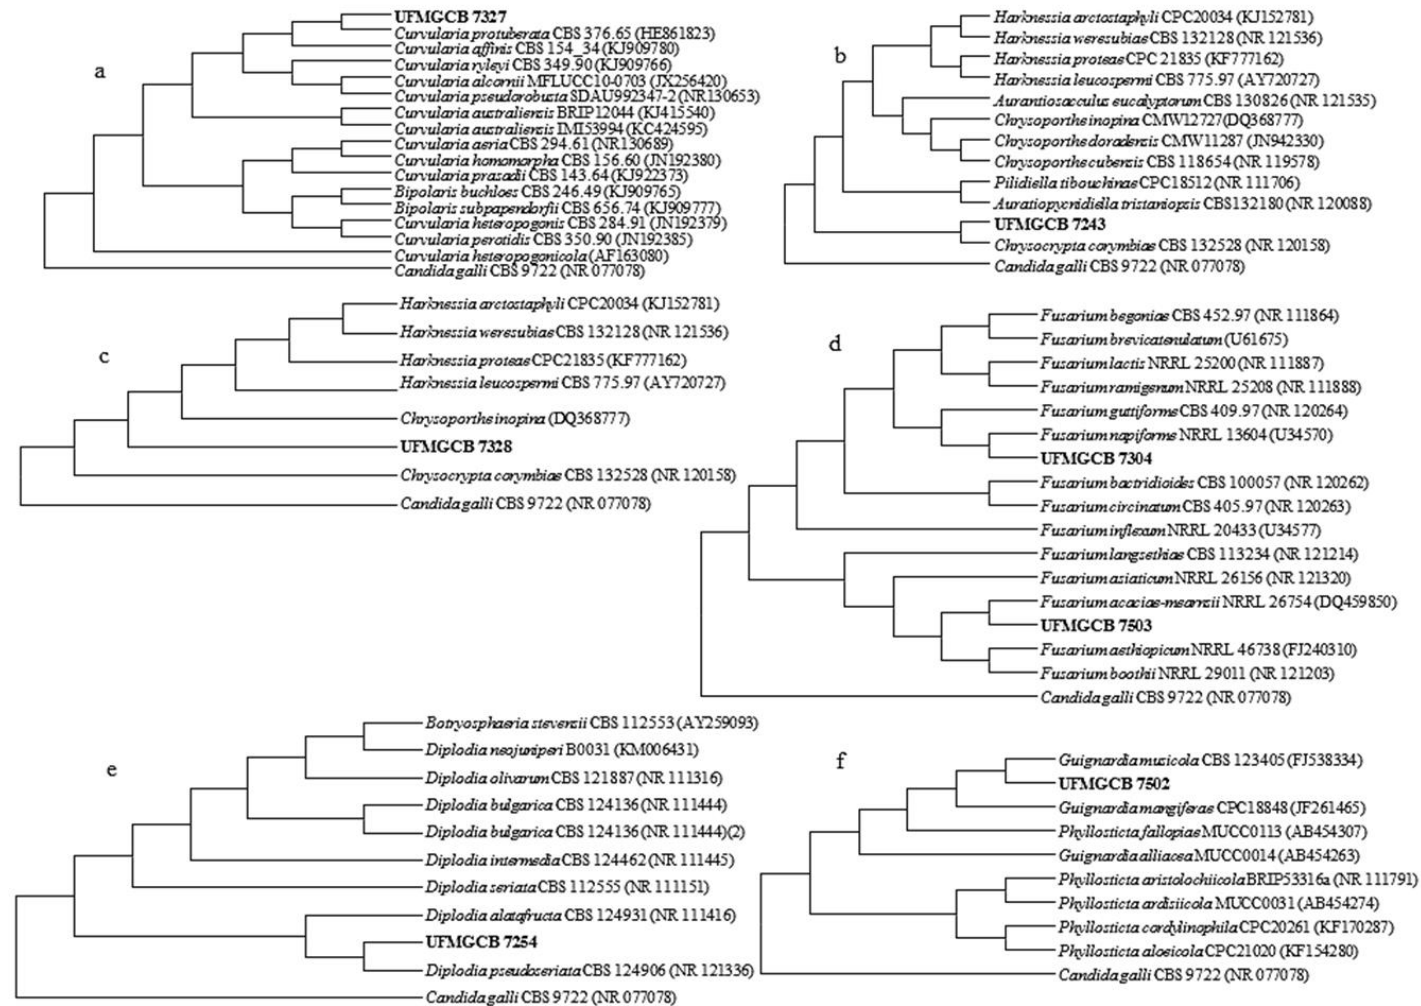 a
UFMGCB 7327
Curvularia protuberata CBS 376.65 (HE861823)
Curvularia affinis CBS 154_34 (KJ909780)
Curvularia ryleyi CBS 349.90 (KJ909766)
Curvularia alcornii MFLUCC10-0703 (JX256420)
Curvularia pseudorobusta SDAU992347-2 (NR130653)
Curvularia australiensis BRIP12044 (KJ415540)
Curvularia australiensis IMI53994 (KC424595)
Curvularia aeria CBS 294.61 (NR130689)
Curvularia homomorpha CBS 156.60 (JN192380)
Curvularia prasadii CBS 143.64 (KJ922373)
Bipolaris buchloes CBS 246.49 (KJ909765)
Bipolaris subpapendorfii CBS 656.74 (KJ909777)
Curvularia heteropogonis CBS 284.91 (JN192379)
Curvularia perotidis CBS 350.90 (JN192385)
Curvularia heteropogonicola (AF163080)
Candida galli CBS 9722 (NR 077078)
b
Harknessia arctostaphyli CPC20034 (KJ152781)
Harknessia weresubiae CBS 132128 (NR 121536)
Harknessia proteae CPC 21835 (KF777162)
Harknessia leucospermi CBS 775.97 (AY720727)
Aurantiosacculus eucalyptorum CBS 130826 (NR 121535)
Chrysoporthe inopina CMW12727 (DQ368777)
Chrysoporthe doradensis CMW11287 (JN942330)
Chrysoporthe cubensis CBS 118654 (NR 119578)
Pilidiella tibouchinae CPC18512 (NR 111706)
Auratiopycnidiella tristaniopsis CBS132180 (NR 120088)
UFMGCB 7243
Chrysocrypta corymbiae CBS 132528 (NR 120158)
Candida galli CBS 9722 (NR 077078)
c
Harknessia arctostaphyli CPC20034 (KJ152781)
Harknessia weresubiae CBS 132128 (NR 121536)
Harknessia proteae CPC21835 (KF777162)
Harknessia leucospermi CBS 775.97 (AY720727)
Chrysoporthe inopina (DQ368777)
UFMGCB 7328
Chrysocrypta corymbiae CBS 132528 (NR 120158)
Candida galli CBS 9722 (NR 077078)
d
Fusarium begoniae CBS 452.97 (NR 111864)
Fusarium brevicatenulatum (U61675)
Fusarium lactis NRRL 25200 (NR 111887)
Fusarium ramigenum NRRL 25208 (NR 111888)
Fusarium guttiforme CBS 409.97 (NR 120264)
Fusarium napiforme NRRL 13604 (U34570)
UFMGCB 7304
Fusarium bactridioides CBS 100057 (NR 120262)
Fusarium circinatum CBS 405.97 (NR 120263)
Fusarium inflexum NRRL 20433 (U34577)
Fusarium langsethiae CBS 113234 (NR 121214)
Fusarium asiaticum NRRL 26156 (NR 121320)
Fusarium acaciae-mearnsii NRRL 26754 (DQ459850)
UFMGCB 7503
Fusarium aethiopicum NRRL 46738 (FJ240310)
Fusarium boothii NRRL 29011 (NR 121203)
Candida galli CBS 9722 (NR 077078)
e
Botryosphaeria stevensii CBS 112553 (AY259093)
Diplodia neojuniperi B0031 (KM006431)
Diplodia olivarum CBS 121887 (NR 111316)
Diplodia bulgarica CBS 124136 (NR 111444)
Diplodia bulgarica CBS 124136 (NR 111444)(2)
Diplodia intermedia CBS 124462 (NR 111445)
Diplodia seriata CBS 112555 (NR 111151)
Diplodia alatafructa CBS 124931 (NR 111416)
UFMGCB 7254
Diplodia pseudoseriata CBS 124906 (NR 121336)
Candida galli CBS 9722 (NR 077078)
f
Guignardia musicola CBS 123405 (FJ538334)
UFMGCB 7502
Guignardia mangiferae CPC18848 (JF261465)
Phyllosticta fallopiae MUCC0113 (AB454307)
Guignardia alliacea MUCC0014 (AB454263)
Phyllosticta aristolochiicola BRIP53316a (NR 111791)
Phyllosticta ardisiicola MUCC0031 (AB454274)
Phyllosticta cordylinophila CPC20261 (KF170287)
Phyllosticta aloeicola CPC21020 (KF154280)
Candida galli CBS 9722 (NR 077078)